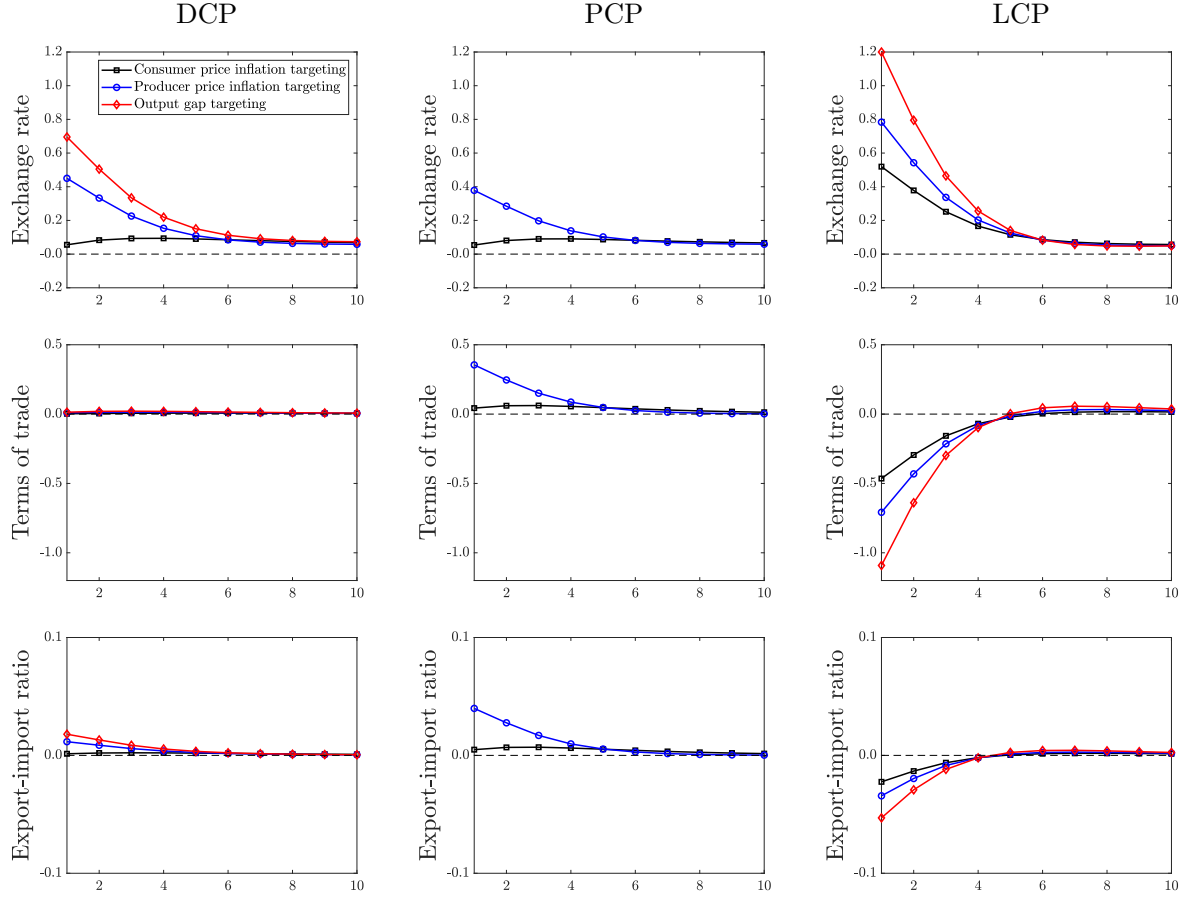 DCP PCP LCP
Exchange rate
1.2
1.0
0.8
0.6
0.4
0.2
-0.0
-0.2
2 4 6 8 10
Consumer price inflation targeting
Producer price inflation targeting
Output gap targeting
Exchange rate
1.2
1.0
0.8
0.6
0.4
0.2
-0.0
-0.2
2 4 6 8 10
Exchange rate
1.2
1.0
0.8
0.6
0.4
0.2
-0.0
-0.2
2 4 6 8 10
Terms of trade
0.5
0.0
-0.5
-1.0
2 4 6 8 10
Terms of trade
0.5
0.0
-0.5
-1.0
2 4 6 8 10
Terms of trade
0.5
0.0
-0.5
-1.0
2 4 6 8 10
Export-import ratio
0.1
0.0
-0.1
2 4 6 8 10
Export-import ratio
0.1
0.0
-0.1
2 4 6 8 10
Export-import ratio
0.1
0.0
-0.1
2 4 6 8 10